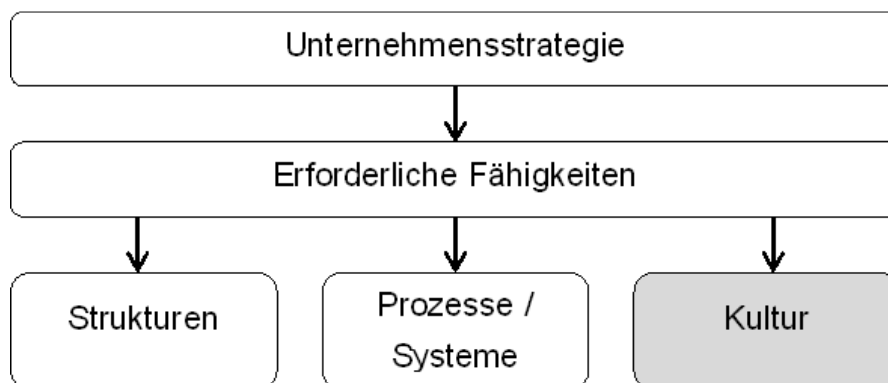 Unternehmensstrategie
Erforderliche Fähigkeiten
Strukturen
Prozesse /
Systeme
Kultur